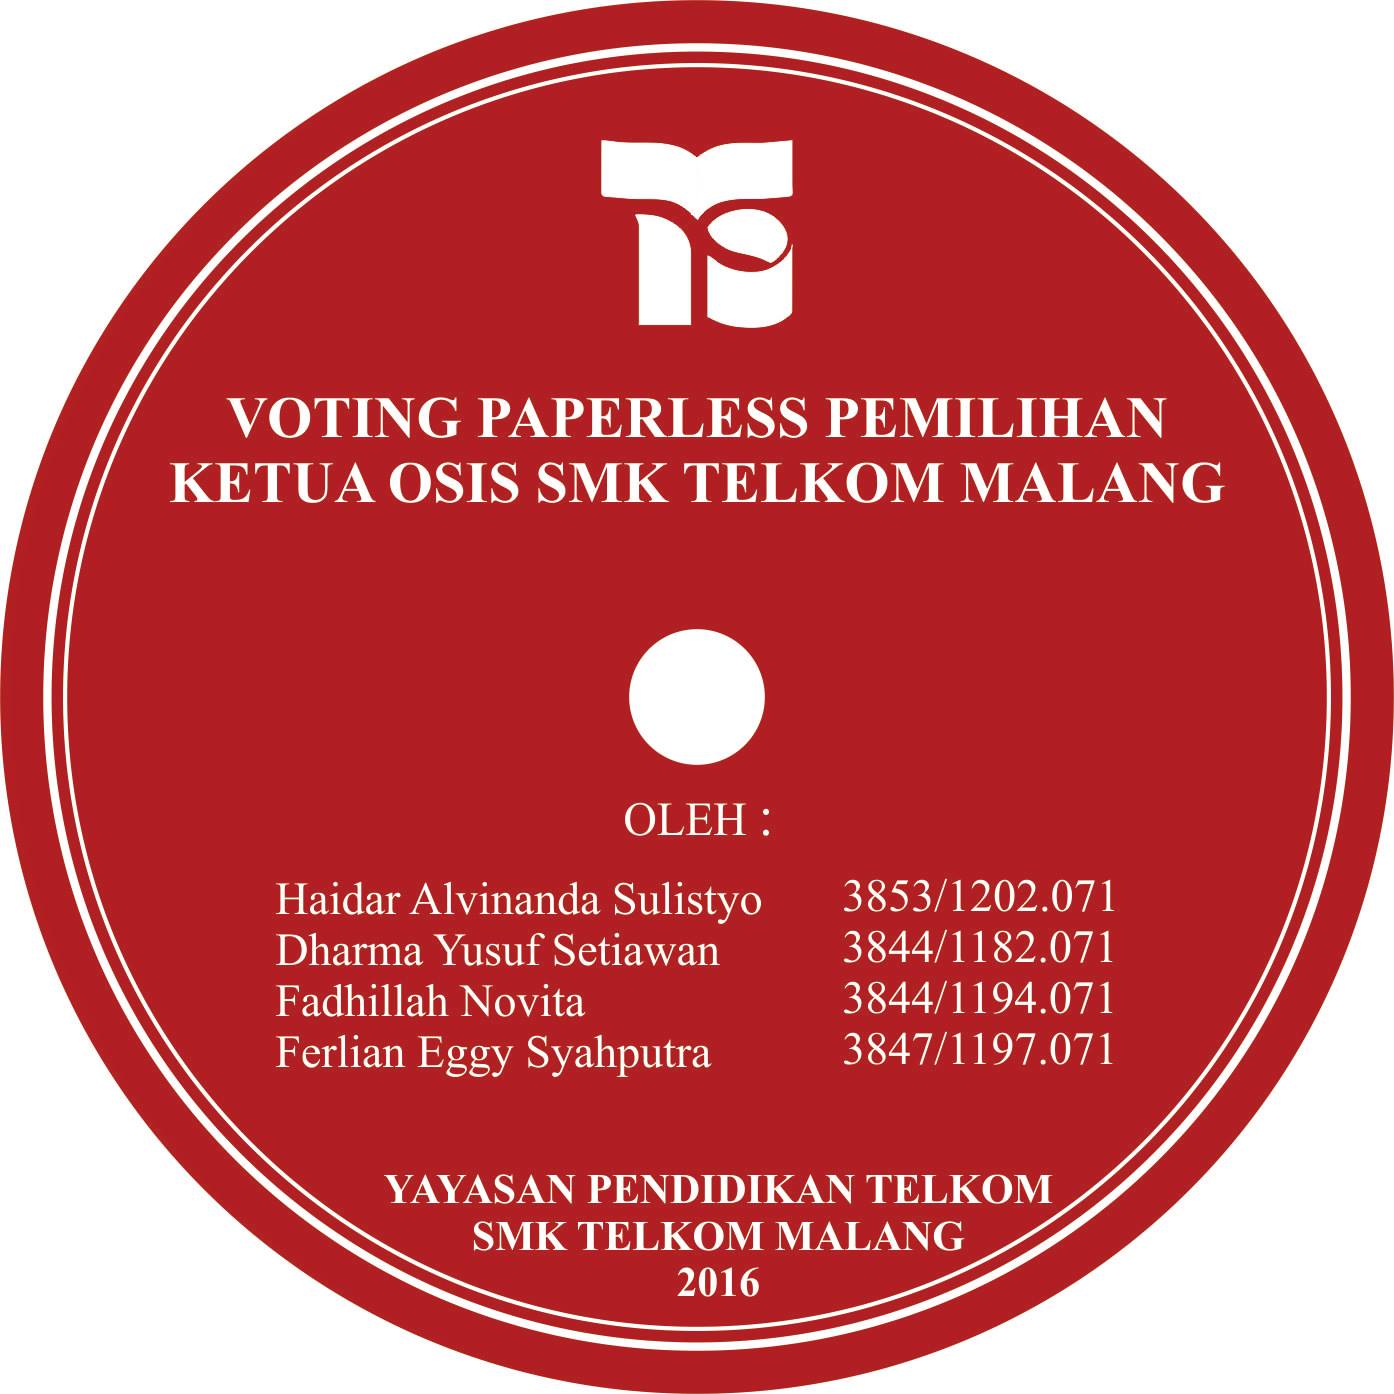 VOTING PAPERLESS PEMILIHAN
KETUA OSIS SMK TELKOM MALANG
OLEH :
Haidar Alvinanda Sulistyo 3853/1202.071
Dharma Yusuf Setiawan 3844/1182.071
Fadhillah Novita 3844/1194.071
Ferlian Eggy Syahputra 3847/1197.071
YAYASAN PENDIDIKAN TELKOM
SMK TELKOM MALANG
2016